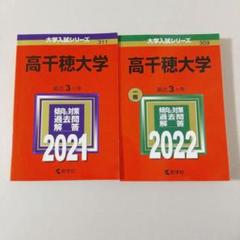 大学入試シリーズ
311
高千穂大学
最近3カ年
傾向と対策
過去問
解答
2021
教学社
大学入試シリーズ
309
高千穂大学
最近3カ年
傾向と対策
過去問
解答
2022
教学社